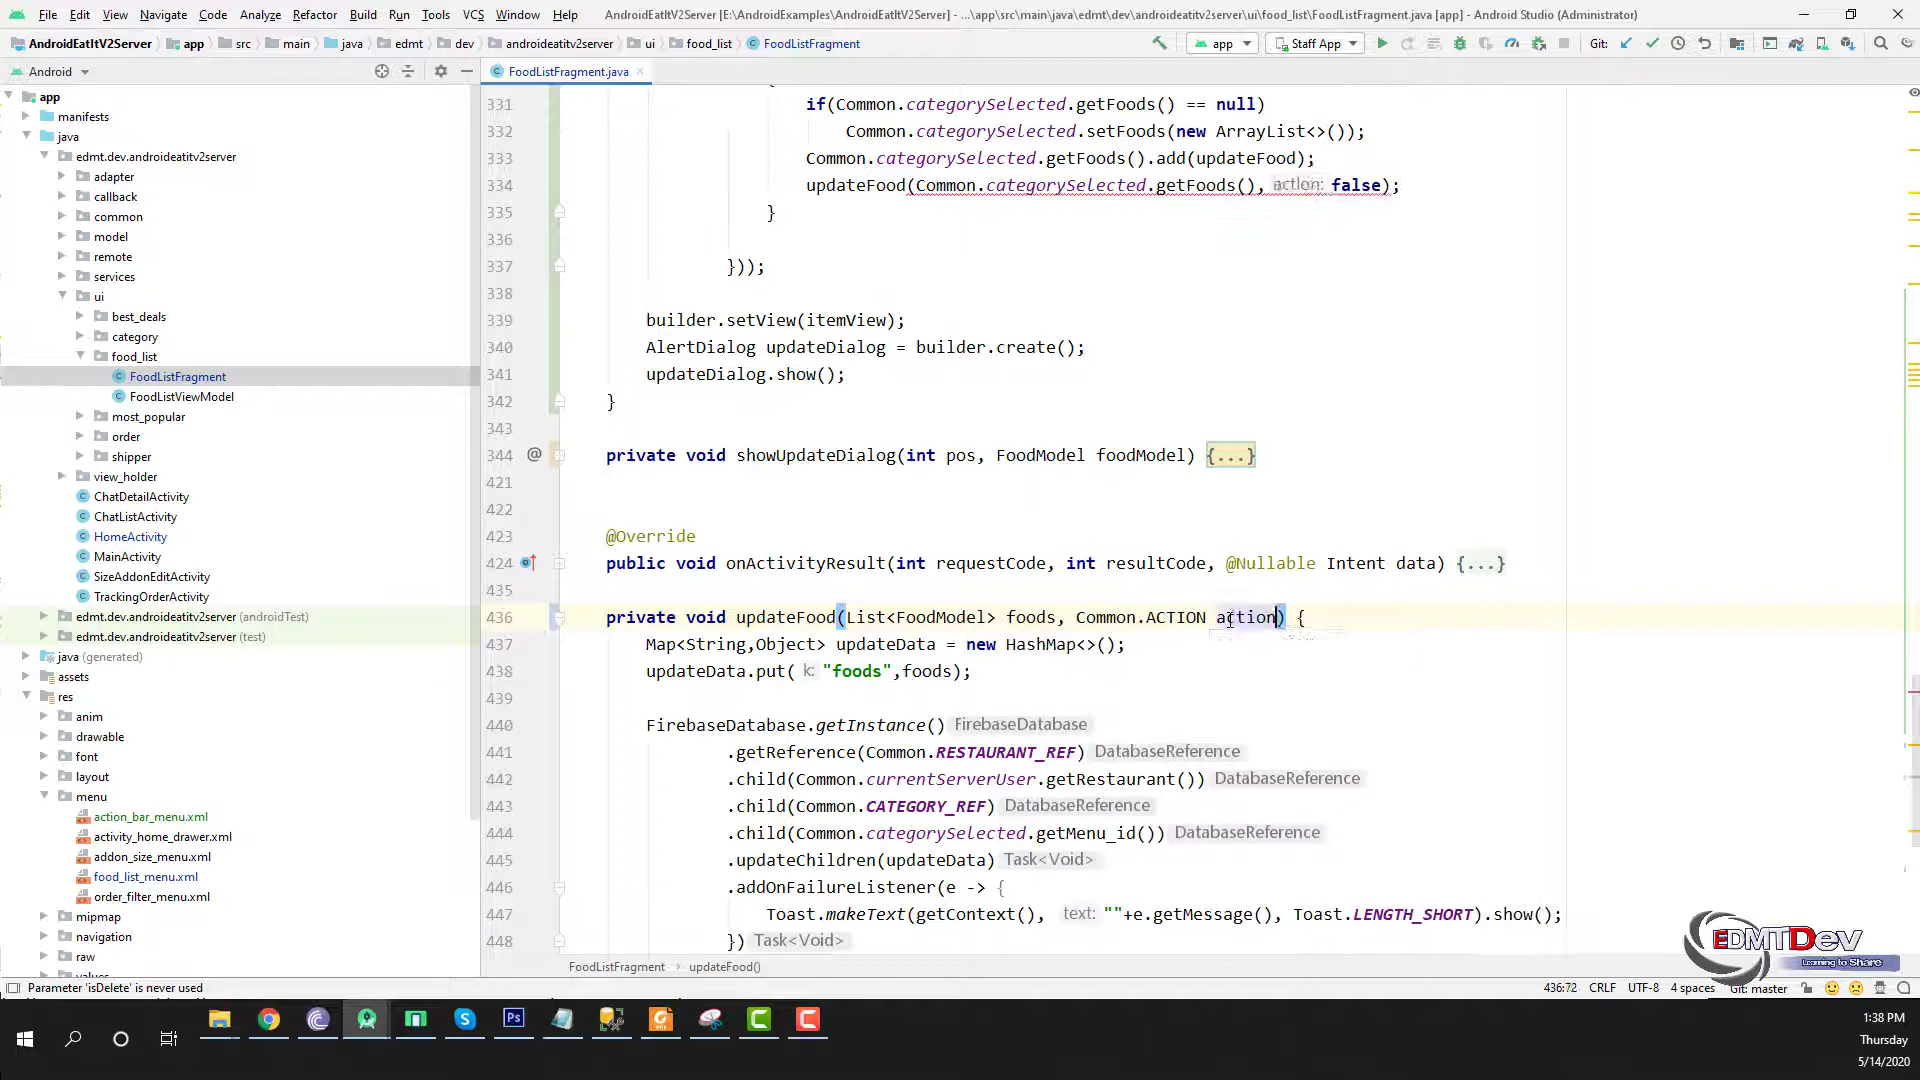 File Edit View Navigate Code Analyze Refactor Build Run Tools VCS Window Help AndroidEatItV2Server [E:\AndroidExamples\AndroidEatItV2Server] - ...\app\src\main\java\edmt\dev\androideatitv2server\ui\food_list\FoodListFragment.java [app] - Android Studio (Administrator)
AndroidEatItV2Server app src main java edmt dev androideatitv2server ui food_list FoodListFragment app Staff App Git:
Android FoodListFragment.java
app
manifests
java
edmt.dev.androideatitv2server
adapter
callback
common
model
remote
services
ui
best_deals
category
food_list
FoodListFragment
FoodListViewModel
most_popular
order
shipper
view_holder
ChatDetailActivity
ChatListActivity
HomeActivity
MainActivity
SizeAddonEditActivity
TrackingOrderActivity
edmt.dev.androideatitv2server (androidTest)
edmt.dev.androideatitv2server (test)
java (generated)
assets
res
anim
drawable
font
layout
menu
action_bar_menu.xml
activity_home_drawer.xml
addon_size_menu.xml
food_list_menu.xml
order_filter_menu.xml
mipmap
navigation
raw
values
331 if(Common.categorySelected.getFoods() == null)
332 Common.categorySelected.setFoods(new ArrayList<>());
333 Common.categorySelected.getFoods().add(updateFood);
334 updateFood(Common.categorySelected.getFoods(), action: false);
335 }
336
337 }));
338
339 builder.setView(itemView);
340 AlertDialog updateDialog = builder.create();
341 updateDialog.show();
342 }
343
344 @ private void showUpdateDialog(int pos, FoodModel foodModel) {...}
421
422
423 @Override
424 public void onActivityResult(int requestCode, int resultCode, @Nullable Intent data) {...}
435
436 private void updateFood(List<FoodModel> foods, Common.ACTION action) {
437 Map<String,Object> updateData = new HashMap<>();
438 updateData.put( k: "foods",foods);
439
440 FirebaseDatabase.getInstance() FirebaseDatabase
441 .getReference(Common.RESTAURANT_REF) DatabaseReference
442 .child(Common.currentServerUser.getRestaurant()) DatabaseReference
443 .child(Common.CATEGORY_REF) DatabaseReference
444 .child(Common.categorySelected.getMenu_id()) DatabaseReference
445 .updateChildren(updateData) Task<Void>
446 .addOnFailureListener(e -> {
447 Toast.makeText(getContext(), text: ""+e.getMessage(), Toast.LENGTH_SHORT).show();
448 }) Task<Void>
FoodListFragment › updateFood()
EDMTDev
Learning to Share
Parameter 'isDelete' is never used 436:72 CRLF UTF-8 4 spaces Git: master
Ps
1:38 PM
Thursday
5/14/2020